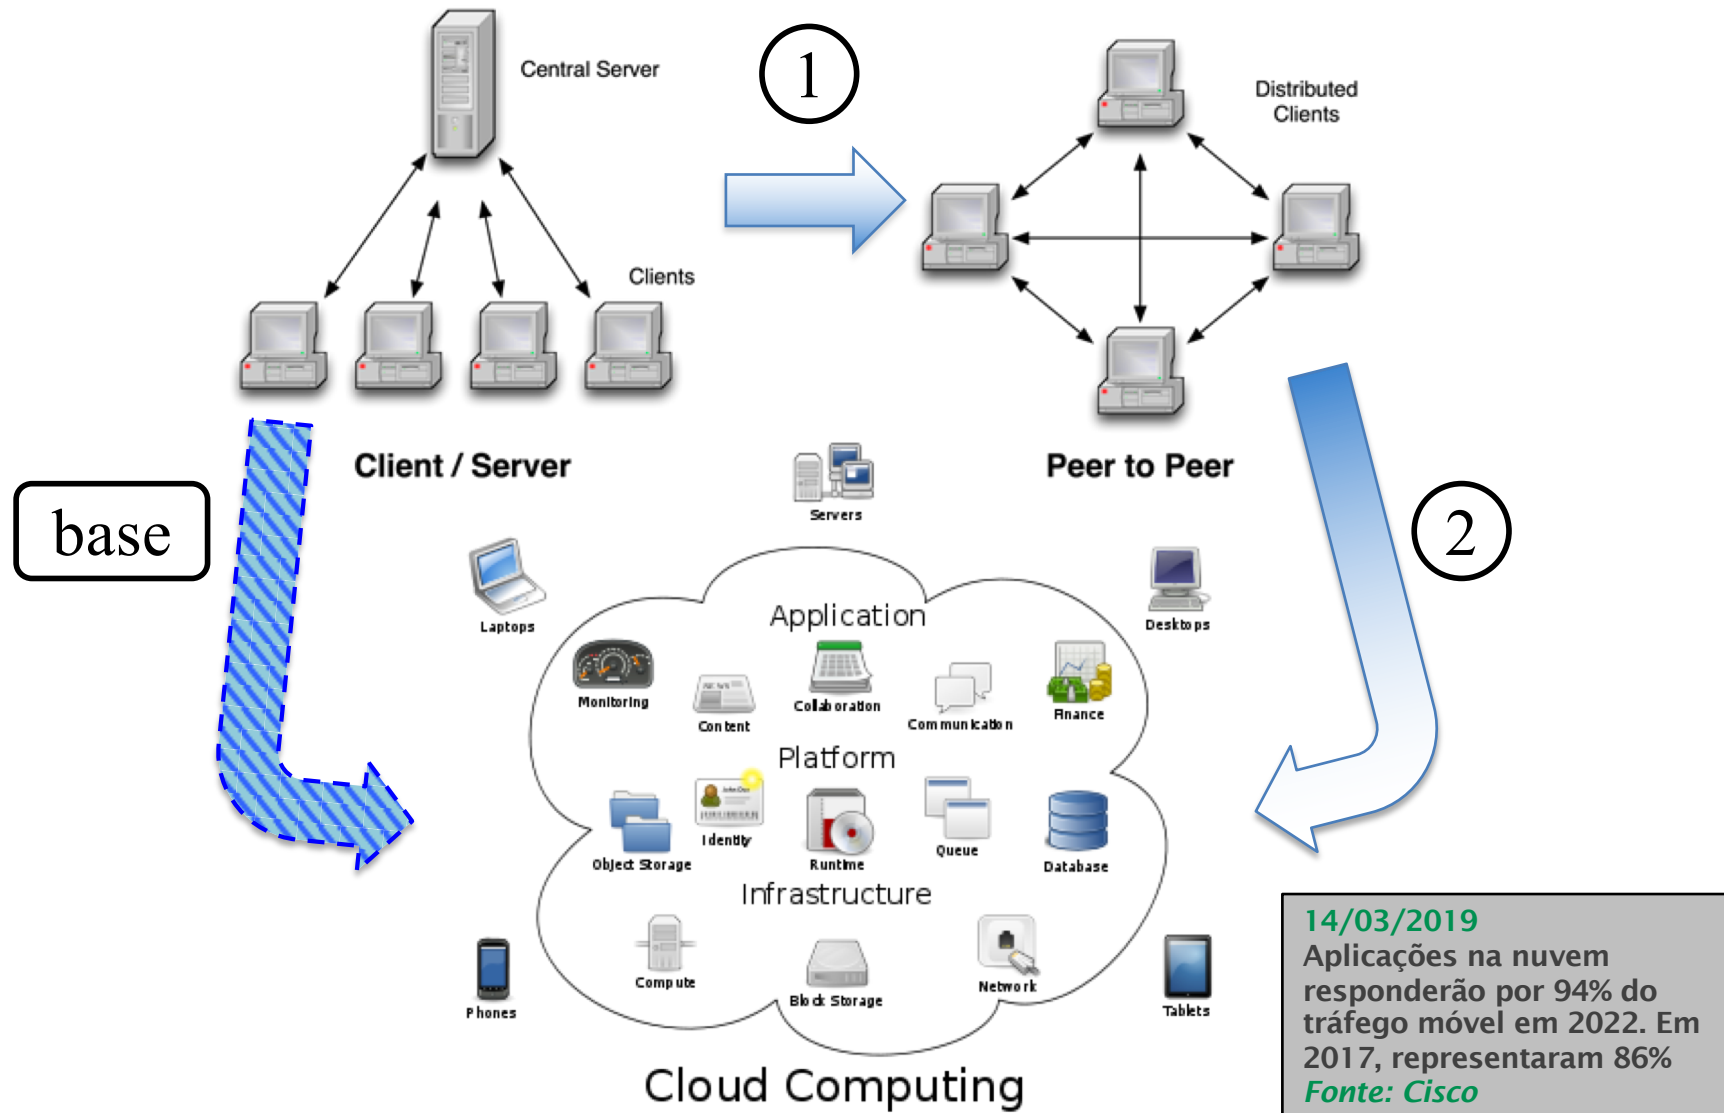 Central Server
1
Distributed
Clients
Clients
Client / Server
Peer to Peer
base
2
Servers
Laptops
Desktops
Application
Monitoring
Content
NEWS
Collaboration
Communication
Finance
Platform
Object Storage
John Doe
Identity
Runtime
Queue
Database
Infrastructure
Compute
Block Storage
Network
Phones
Tablets
Cloud Computing
14/03/2019
Aplicações na nuvem
responderão por 94% do
tráfego móvel em 2022. Em
2017, representaram 86%
Fonte: Cisco